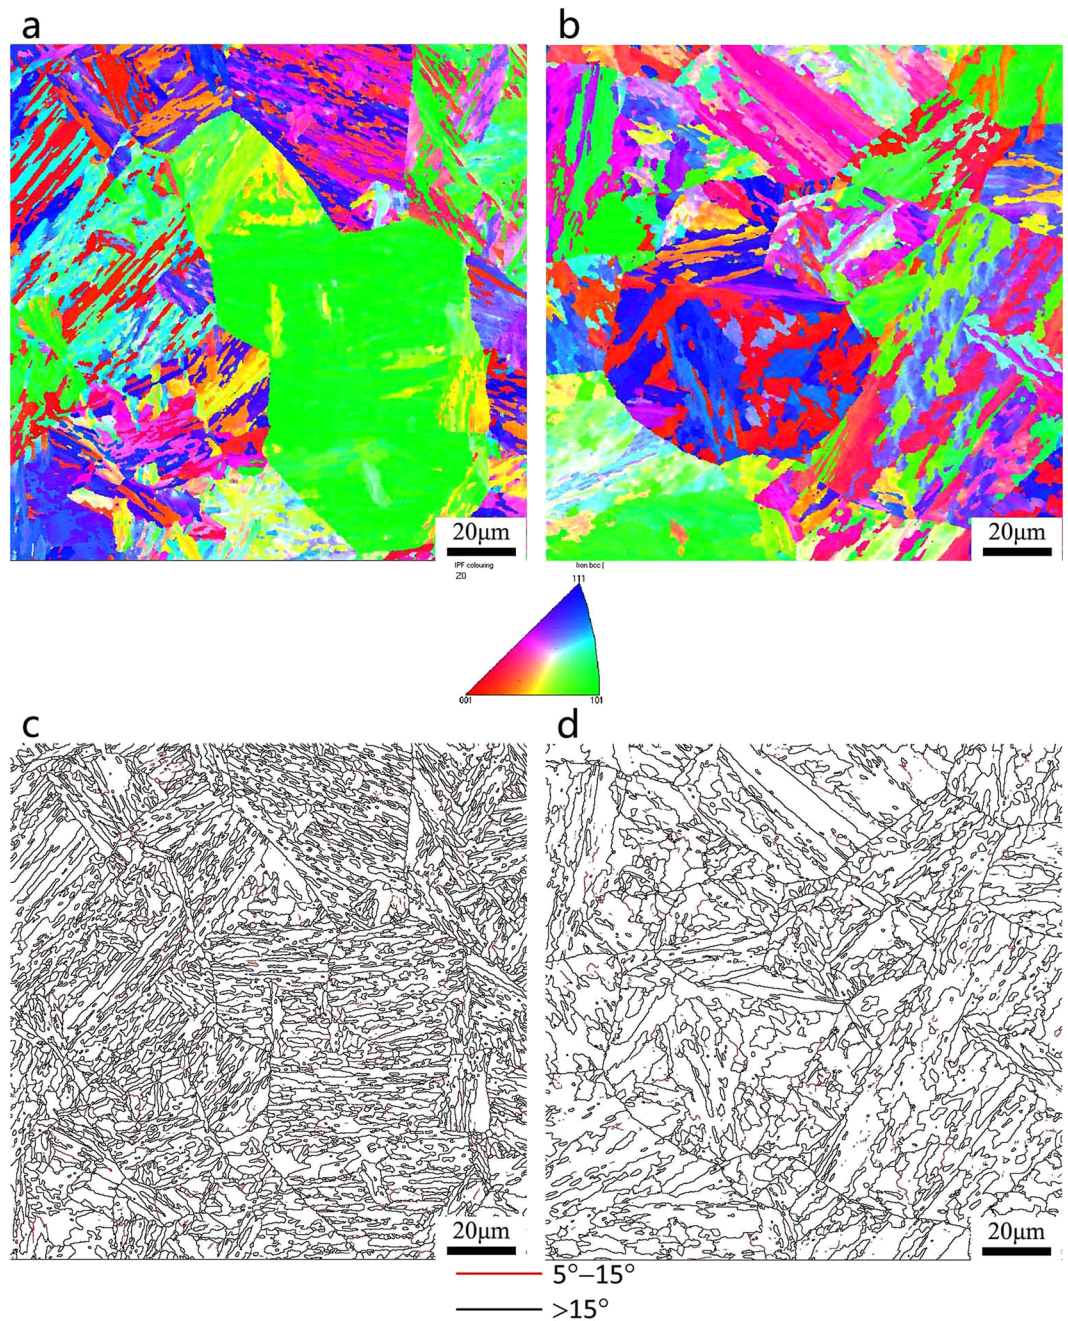 a
b
20μm
20μm
IPF colouring
Z0
Iron bcc (
111
001
101
c
d
20μm
20μm
5°–15°
>15°